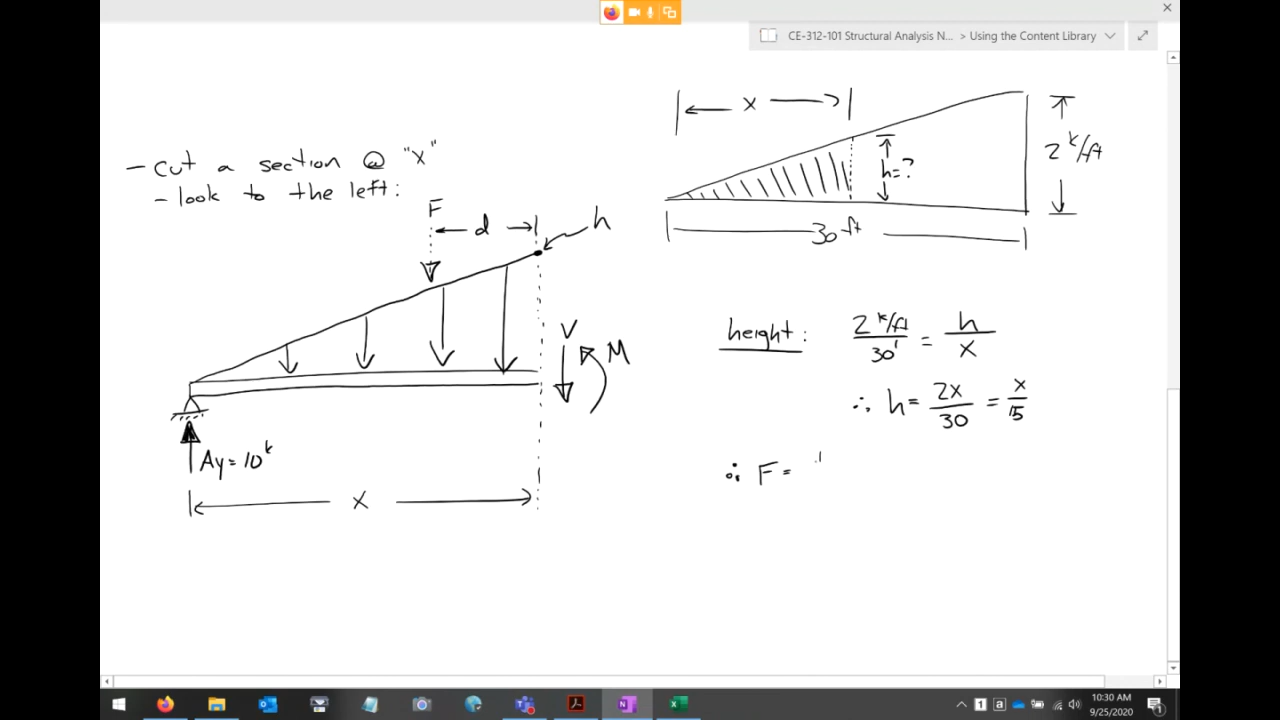 CE-312-101 Structural Analysis N... > Using the Content Library
- cut a section @ "x"
- look to the left:
F
d
h
V
M
Ay = 10ᵏ
x
x
h = ?
2 ᵏ/ft
30 ft
height: 2 ᵏ/ft / 30' = h / x
∴ h = 2x / 30 = x / 15
∴ F =
10:30 AM
9/25/2020